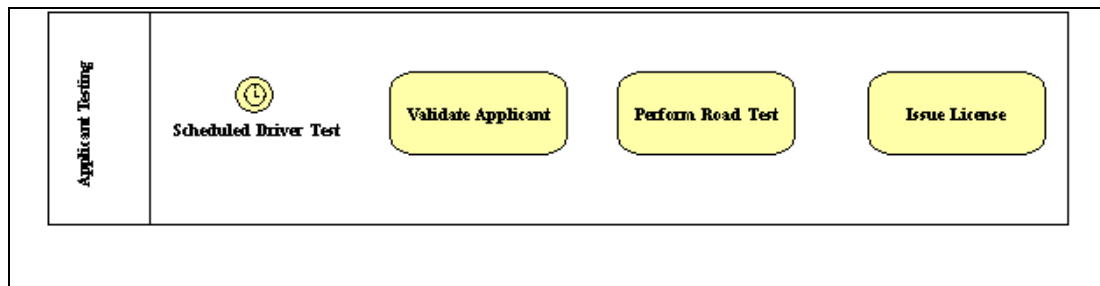 Applicant Testing
Scheduled Driver Test
Validate Applicant
Perform Road Test
Issue License